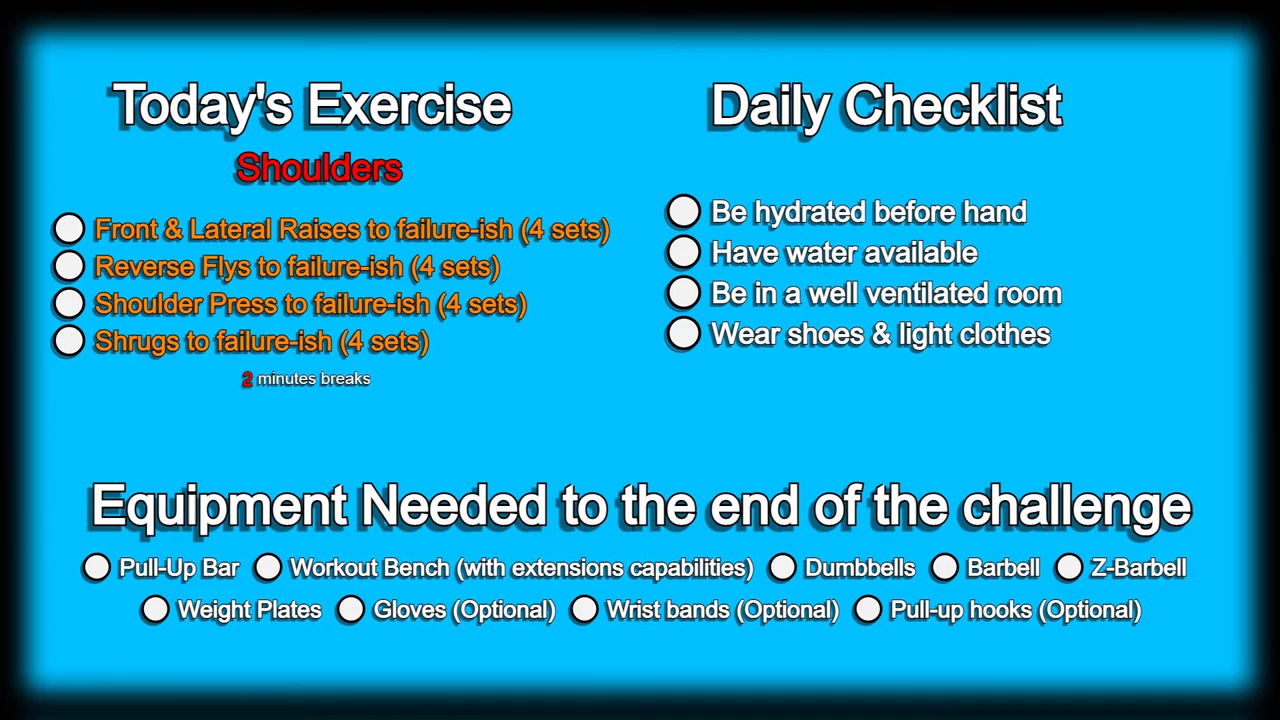 Today's Exercise
Shoulders
Front & Lateral Raises to failure-ish (4 sets)
Reverse Flys to failure-ish (4 sets)
Shoulder Press to failure-ish (4 sets)
Shrugs to failure-ish (4 sets)
2 minutes breaks
Daily Checklist
Be hydrated before hand
Have water available
Be in a well ventilated room
Wear shoes & light clothes
Equipment Needed to the end of the challenge
Pull-Up Bar Workout Bench (with extensions capabilities) Dumbbells Barbell Z-Barbell
Weight Plates Gloves (Optional) Wrist bands (Optional) Pull-up hooks (Optional)